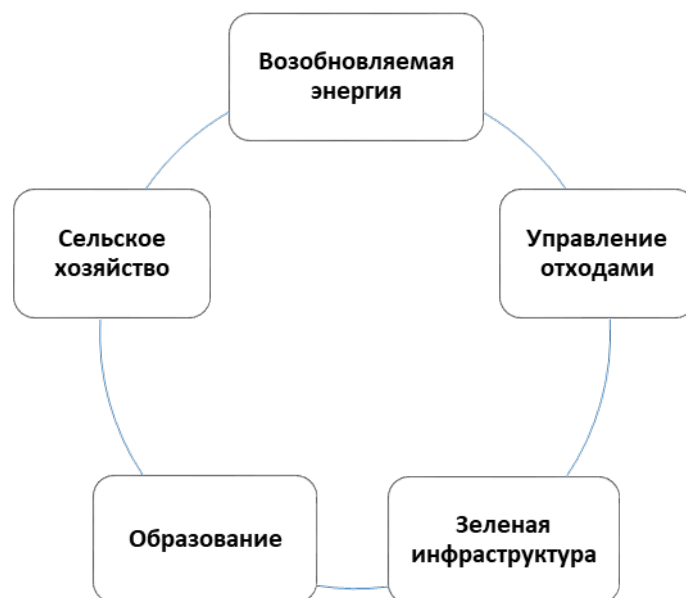 Возобновляемая
энергия
Управление
отходами
Зеленая
инфраструктура
Образование
Сельское
хозяйство